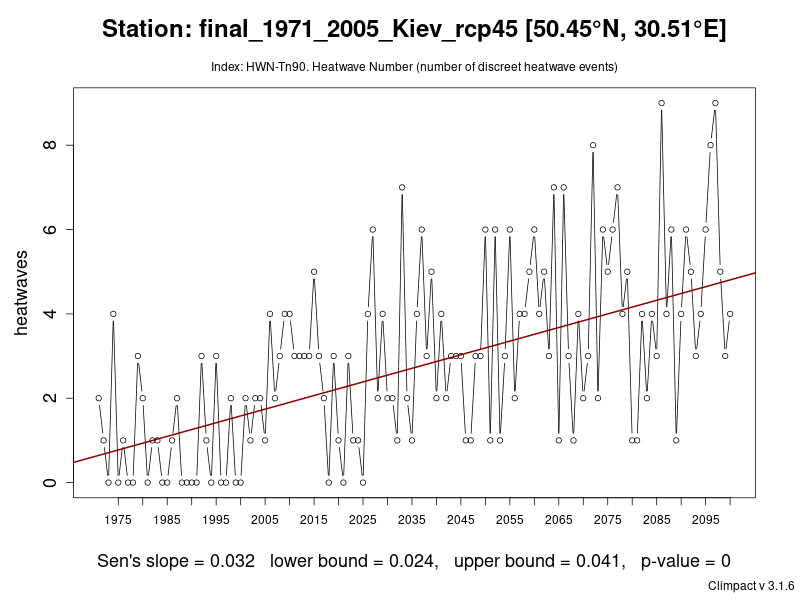 Station: final_1971_2005_Kiev_rcp45 [50.45°N, 30.51°E]
Index: HWN-Tn90. Heatwave Number (number of discreet heatwave events)
heatwaves
8
6
4
2
0
1975 1985 1995 2005 2015 2025 2035 2045 2055 2065 2075 2085 2095
Sen's slope = 0.032 lower bound = 0.024, upper bound = 0.041, p-value = 0
Climpact v 3.1.6